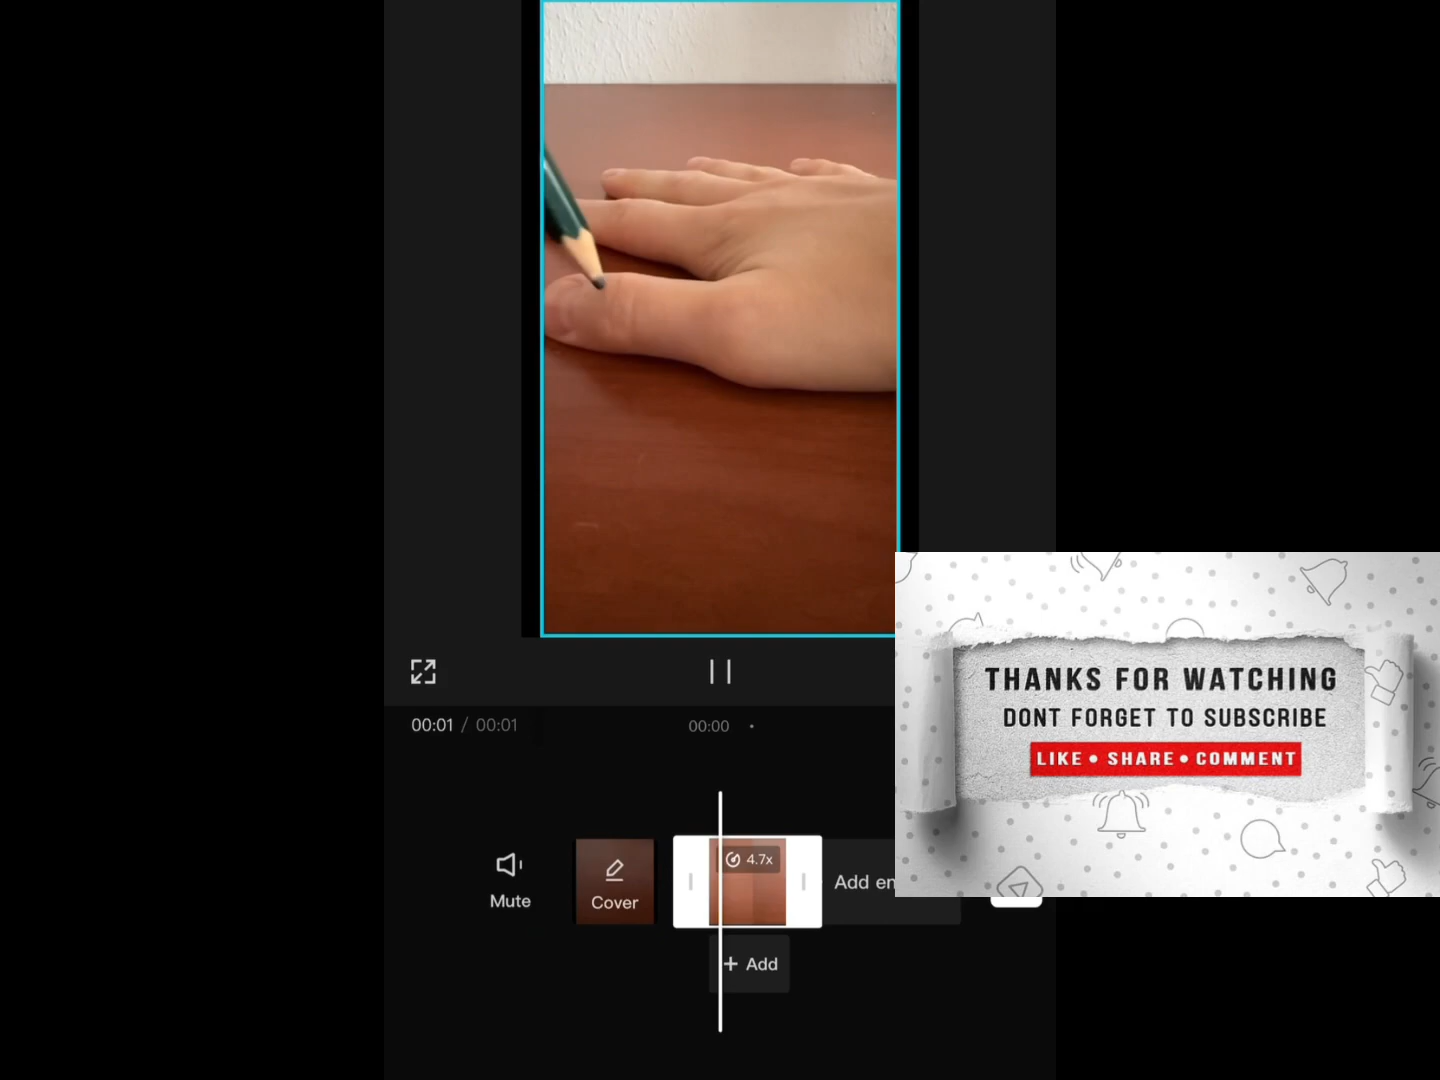 00:01 / 00:01
00:00
THANKS FOR WATCHING
DONT FORGET TO SUBSCRIBE
LIKE • SHARE • COMMENT
4.7x
Mute
Cover
Add en
+ Add